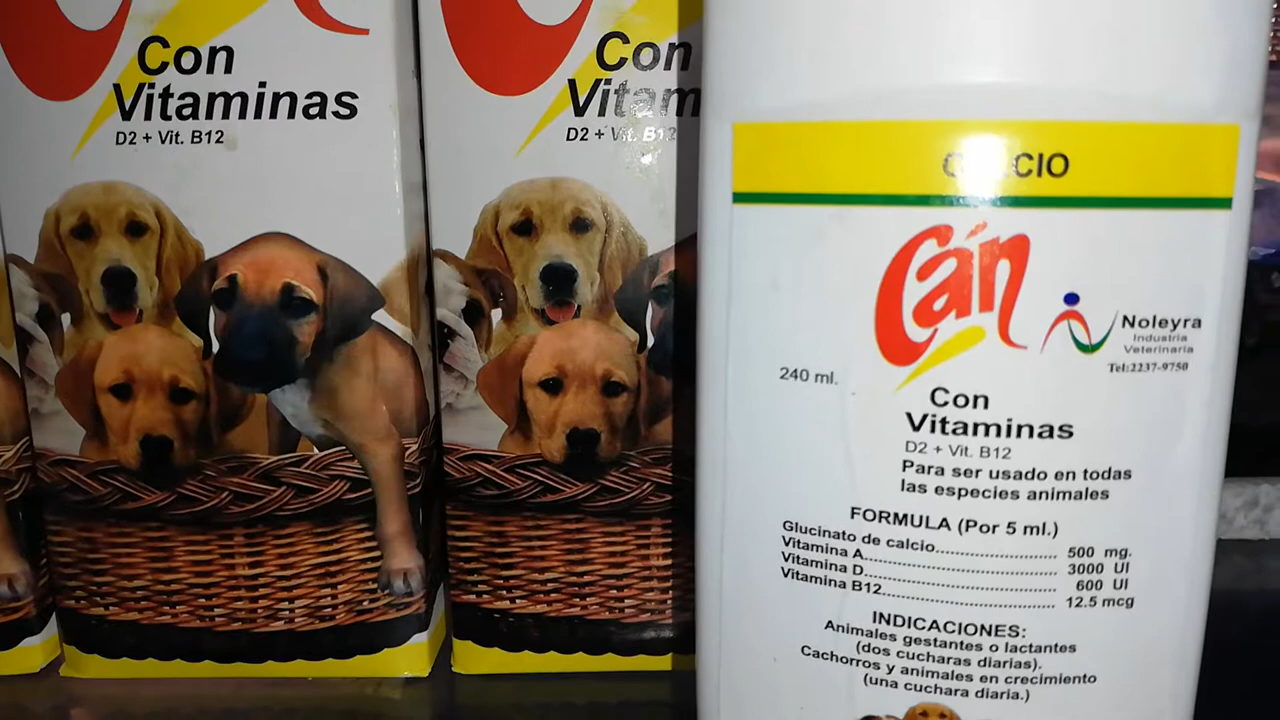 Con
Vitaminas
D2 + Vit. B12
Con
Vitam
D2 + Vit. B12
CALCIO
Cán
Noleyra
Industria
Veterinaria
Tel:2237-9750
240 ml.
Con
Vitaminas
D2 + Vit. B12
Para ser usado en todas
las especies animales
FORMULA (Por 5 ml.)
Glucinato de calcio............................ 500 mg.
Vitamina A............................................ 3000 UI
Vitamina D............................................ 600 UI
Vitamina B12........................................ 12.5 mcg
INDICACIONES:
Animales gestantes o lactantes
(dos cucharas diarias).
Cachorros y animales en crecimiento
(una cuchara diaria.)